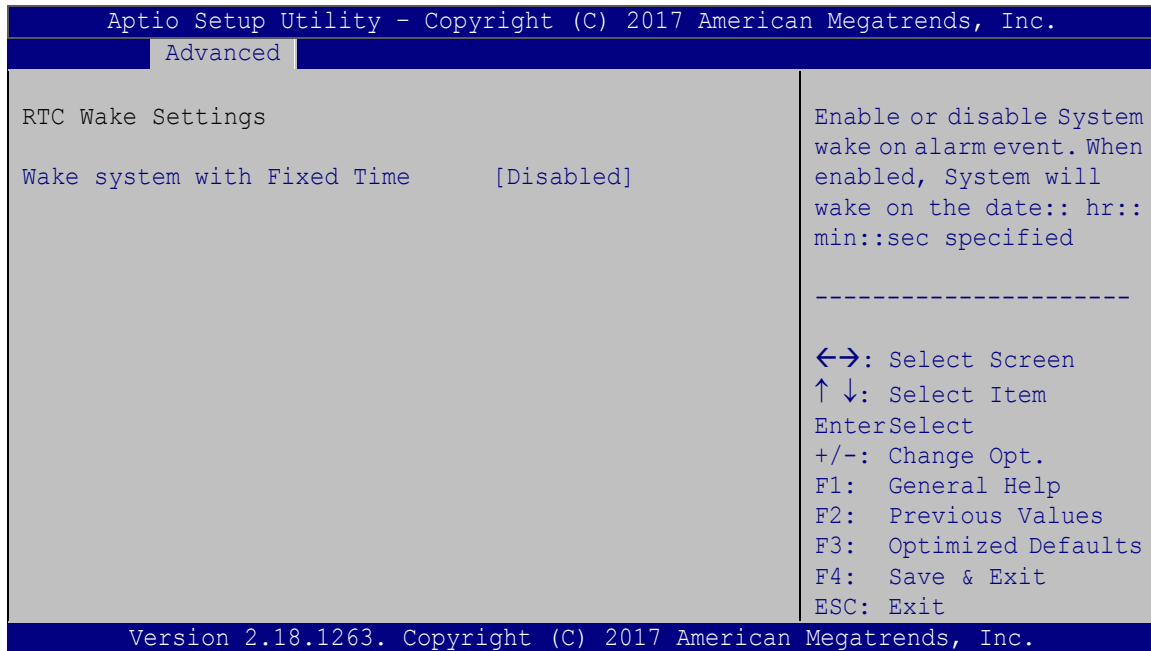 Aptio Setup Utility – Copyright (C) 2017 American Megatrends, Inc.
Advanced
RTC Wake Settings
Wake system with Fixed Time [Disabled]
Enable or disable System
wake on alarm event. When
enabled, System will
wake on the date:: hr::
min::sec specified
----------------------
←→: Select Screen
↑ ↓: Select Item
EnterSelect
+/-: Change Opt.
F1: General Help
F2: Previous Values
F3: Optimized Defaults
F4: Save & Exit
ESC: Exit
Version 2.18.1263. Copyright (C) 2017 American Megatrends, Inc.